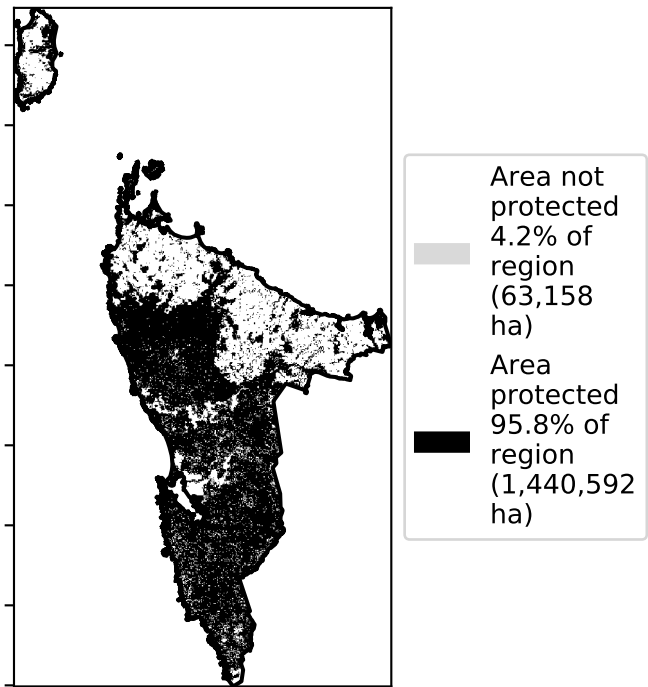 Area not
protected
4.2% of
region
(63,158
ha)
Area
protected
95.8% of
region
(1,440,592
ha)